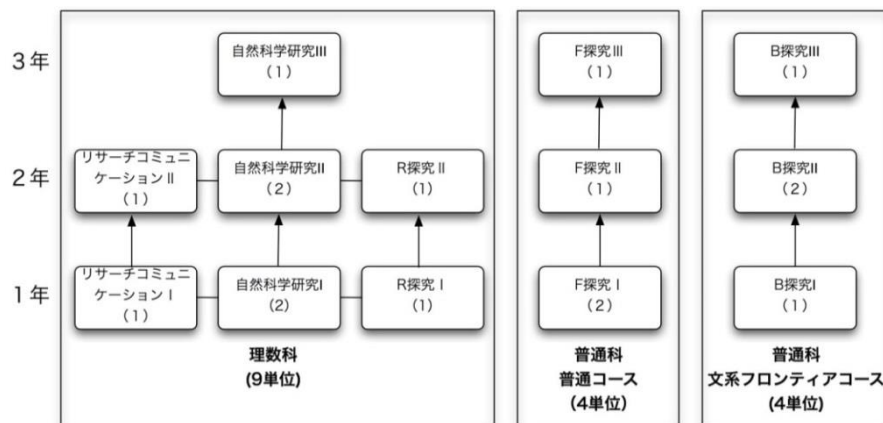 3年
自然科学研究III
(1)
F探究III
(1)
B探究III
(1)
2年
リサーチコミュニ
ケーションⅡ
(1)
自然科学研究II
(2)
R探究Ⅱ
(1)
F探究Ⅱ
(1)
B探究II
(2)
1年
リサーチコミュニ
ケーションⅠ
(1)
自然科学研究I
(2)
R探究Ⅰ
(1)
F探究Ⅰ
(2)
B探究I
(1)
理数科
(9単位)
普通科
普通コース
(4単位)
普通科
文系フロンティアコース
(4単位)